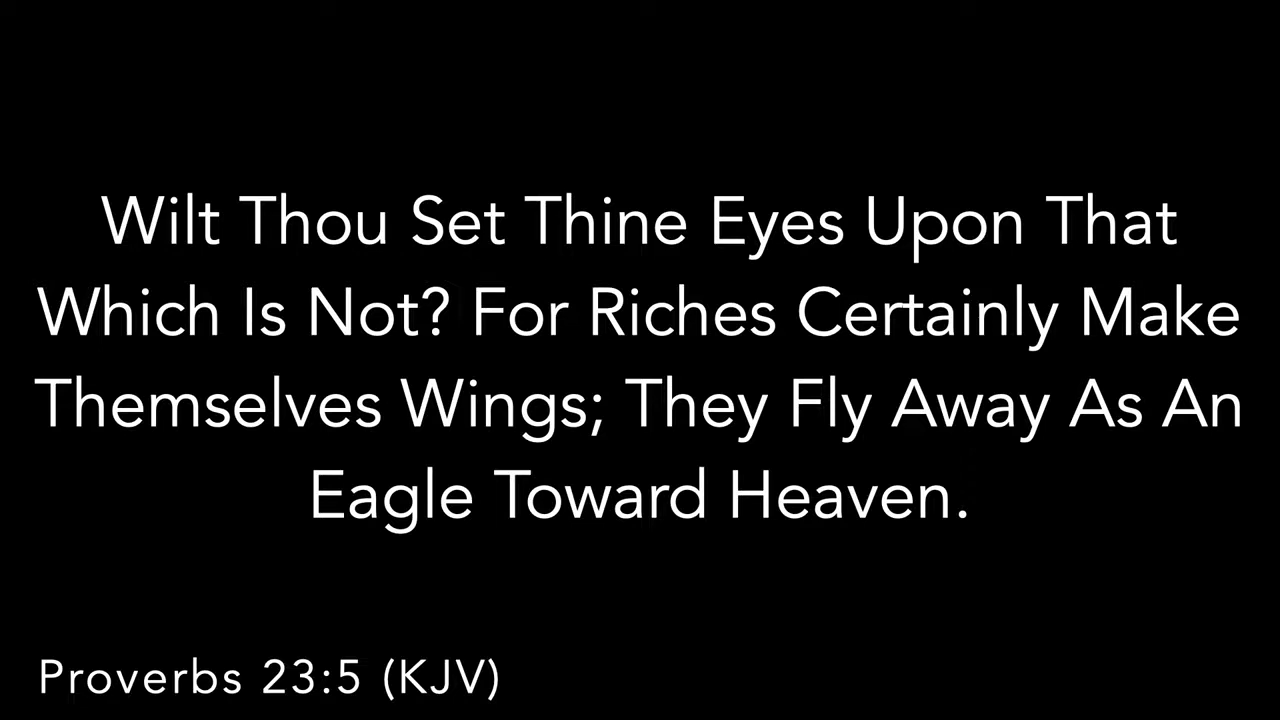 Wilt Thou Set Thine Eyes Upon That
Which Is Not? For Riches Certainly Make
Themselves Wings; They Fly Away As An
Eagle Toward Heaven.
Proverbs 23:5 (KJV)